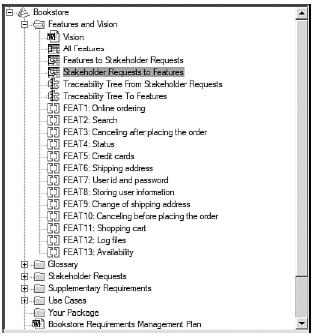 Bookstore
Features and Vision
Vision
All Features
Features to Stakeholder Requests
Stakeholder Requests to Features
Traceability Tree From Stakeholder Requests
Traceability Tree To Features
FEAT1: Online ordering
FEAT2: Search
FEAT3: Canceling after placing the order
FEAT4: Status
FEAT5: Credit cards
FEAT6: Shipping address
FEAT7: User id and password
FEAT8: Storing user information
FEAT9: Change of shipping address
FEAT10: Canceling before placing the order
FEAT11: Shopping cart
FEAT12: Log files
FEAT13: Availability
Glossary
Stakeholder Requests
Supplementary Requirements
Use Cases
Your Package
Bookstore Requirements Management Plan